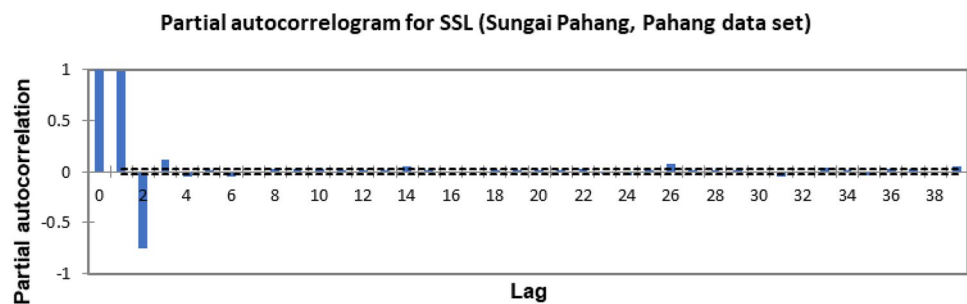 Partial autocorrelogram for SSL (Sungai Pahang, Pahang data set)
Partial autocorrelation
1
0.5
0
-0.5
-1
0 2 4 6 8 10 12 14 16 18 20 22 24 26 28 30 32 34 36 38
Lag